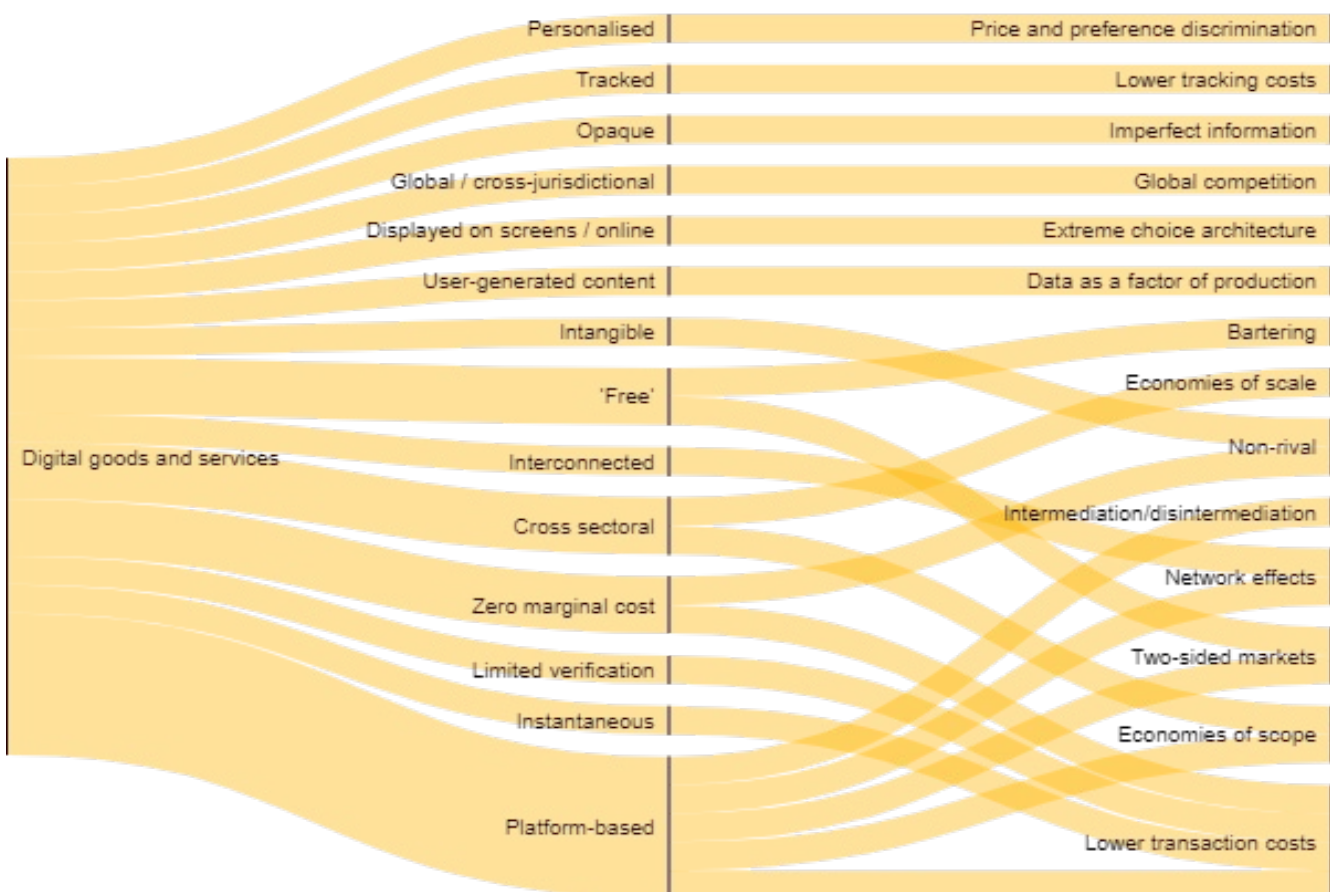 Digital goods and services
Personalised
Tracked
Opaque
Global / cross-jurisdictional
Displayed on screens / online
User-generated content
Intangible
'Free'
Interconnected
Cross sectoral
Zero marginal cost
Limited verification
Instantaneous
Platform-based
Price and preference discrimination
Lower tracking costs
Imperfect information
Global competition
Extreme choice architecture
Data as a factor of production
Bartering
Economies of scale
Non-rival
Intermediation/disintermediation
Network effects
Two-sided markets
Economies of scope
Lower transaction costs